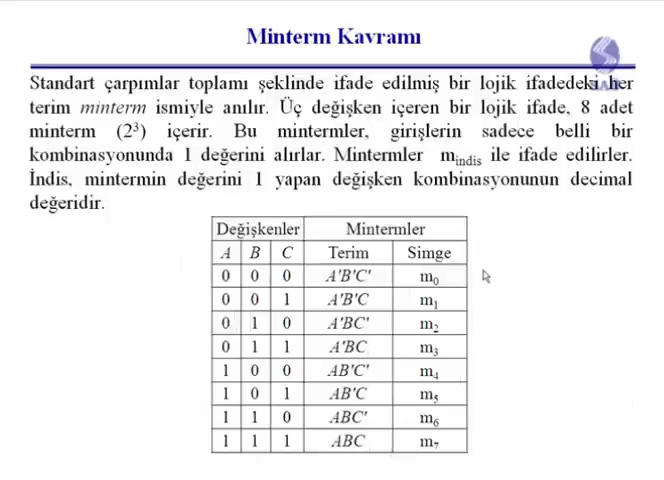 Minterm Kavramı
Standart çarpımlar toplamı şeklinde ifade edilmiş bir lojik ifadedeki her
terim minterm ismiyle anılır. Üç değişken içeren bir lojik ifade, 8 adet
minterm (2³) içerir. Bu mintermler, girişlerin sadece belli bir
kombinasyonunda 1 değerini alırlar. Mintermler m_indis ile ifade edilirler.
İndis, mintermin değerini 1 yapan değişken kombinasyonunun decimal
değeridir.
Değişkenler Mintermler
A B C Terim Simge
0 0 0 A'B'C' m₀
0 0 1 A'B'C m₁
0 1 0 A'BC' m₂
0 1 1 A'BC m₃
1 0 0 AB'C' m₄
1 0 1 AB'C m₅
1 1 0 ABC' m₆
1 1 1 ABC m₇